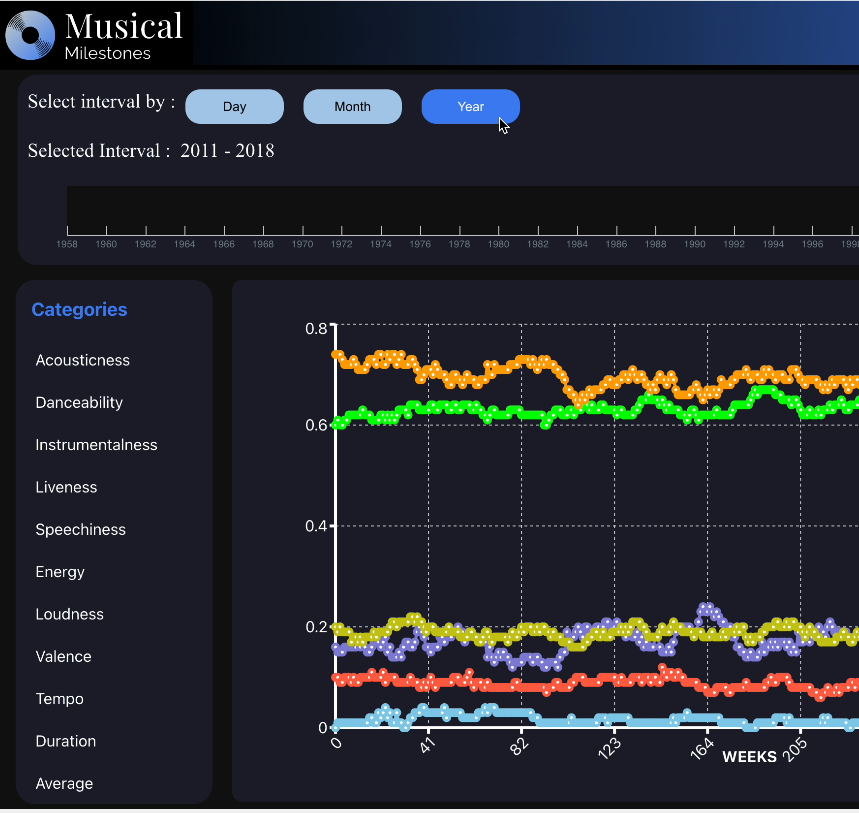 Musical
Milestones
Select interval by : Day Month Year
Selected Interval : 2011 - 2018
1958 1960 1962 1964 1966 1968 1970 1972 1974 1976 1978 1980 1982 1984 1986 1988 1990 1992 1994 1996
Categories
Acousticness
Danceability
Instrumentalness
Liveness
Speechiness
Energy
Loudness
Valence
Tempo
Duration
Average
0.8
0.6
0.4
0.2
0
0 41 82 123 164 205
WEEKS